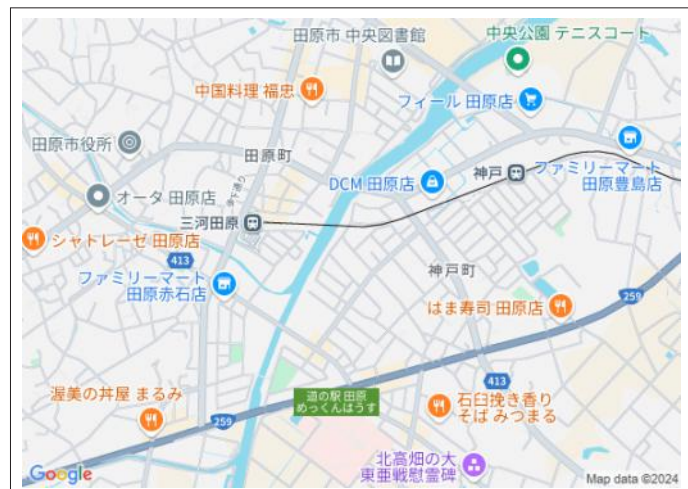 田原市 中央図書館
中央公園 テニスコート
中国料理 福忠
フィール 田原店
田原市役所
田原町
神戸
ファミリーマート
田原豊島店
DCM 田原店
オータ 田原店
寺下通り
三河田原
シャトレーゼ 田原店
413
神戸町
ファミリーマート
田原赤石店
259
はま寿司 田原店
413
道の駅 田原
めっくんはうす
渥美の丼屋 まるみ
石臼挽き香り
そば みつまる
259
北高畑の大
東亜戦慰霊碑
Google
Map data ©2024